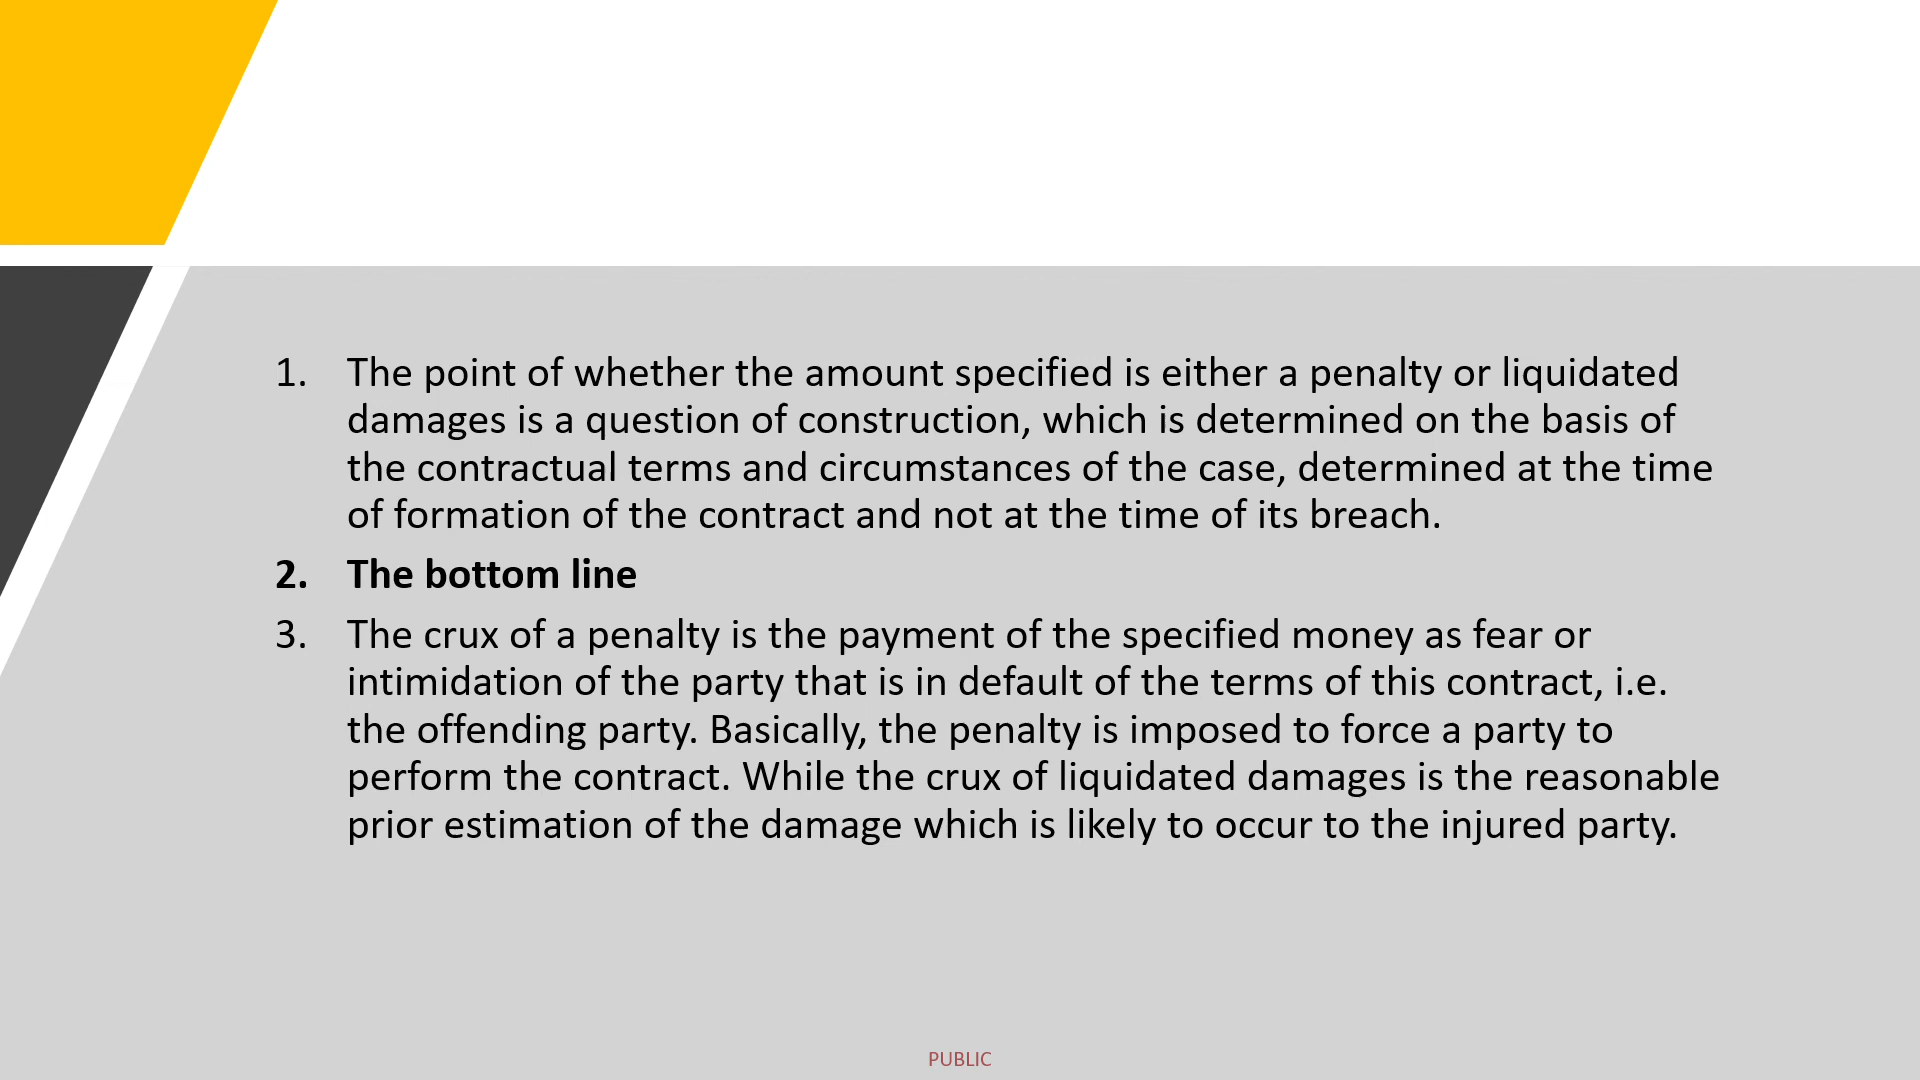 1. The point of whether the amount specified is either a penalty or liquidated
damages is a question of construction, which is determined on the basis of
the contractual terms and circumstances of the case, determined at the time
of formation of the contract and not at the time of its breach.
2. The bottom line
3. The crux of a penalty is the payment of the specified money as fear or
intimidation of the party that is in default of the terms of this contract, i.e.
the offending party. Basically, the penalty is imposed to force a party to
perform the contract. While the crux of liquidated damages is the reasonable
prior estimation of the damage which is likely to occur to the injured party.
PUBLIC